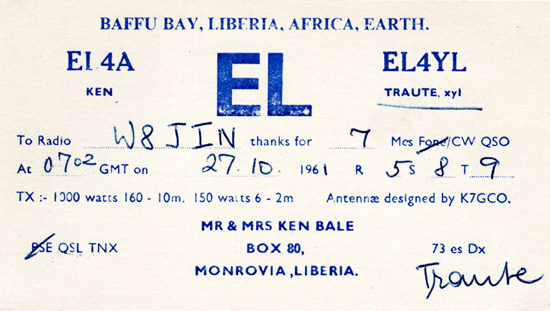 BAFFU BAY, LIBERIA, AFRICA, EARTH.
EL4A EL EL4YL
KEN TRAUTE, xyl
To Radio W8JIN thanks for 7 Mcs Fone/CW QSO
At 0702 GMT on 27.10. 1961 R 5 S 8 T 9
TX :- 1000 watts 160 - 10m. 150 watts 6 - 2m Antennæ designed by K7GCO.
MR & MRS KEN BALE
PSE QSL TNX BOX 80, 73 es Dx
MONROVIA, LIBERIA. Traute